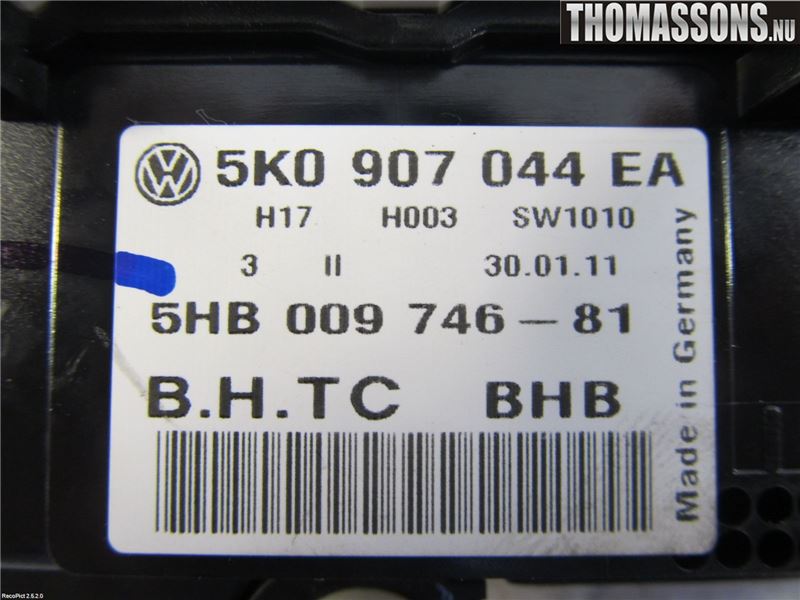 THOMASSONS.NU
5K0 907 044 EA
H17 H003 SW1010
3 II 30.01.11
5HB 009 746-81
B.H.TC BHB
Made in Germany
RecoPict 2.5.2.0